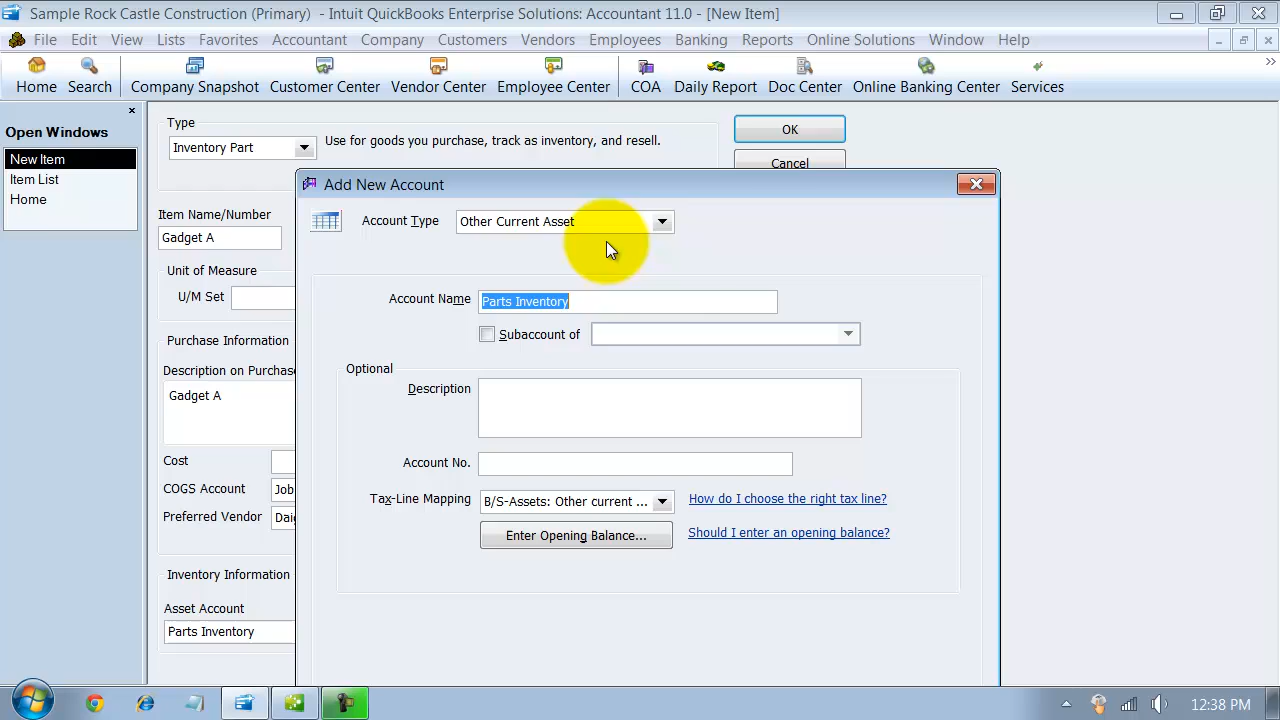 Sample Rock Castle Construction (Primary) - Intuit QuickBooks Enterprise Solutions: Accountant 11.0 - [New Item]
File Edit View Lists Favorites Accountant Company Customers Vendors Employees Banking Reports Online Solutions Window Help
Home Search Company Snapshot Customer Center Vendor Center Employee Center COA Daily Report Doc Center Online Banking Center Services
Open Windows
New Item
Item List
Home
Type
Inventory Part
Use for goods you purchase, track as inventory, and resell.
OK
Cancel
Item Name/Number
Gadget A
Unit of Measure
U/M Set
Purchase Information
Description on Purchase
Gadget A
Cost
COGS Account
Job
Preferred Vendor
Inventory Information
Asset Account
Parts Inventory
Add New Account
Account Type
Other Current Asset
Account Name
Parts Inventory
Subaccount of
Optional
Description
Account No.
Tax-Line Mapping
B/S-Assets: Other current ...
How do I choose the right tax line?
Enter Opening Balance...
Should I enter an opening balance?
12:38 PM